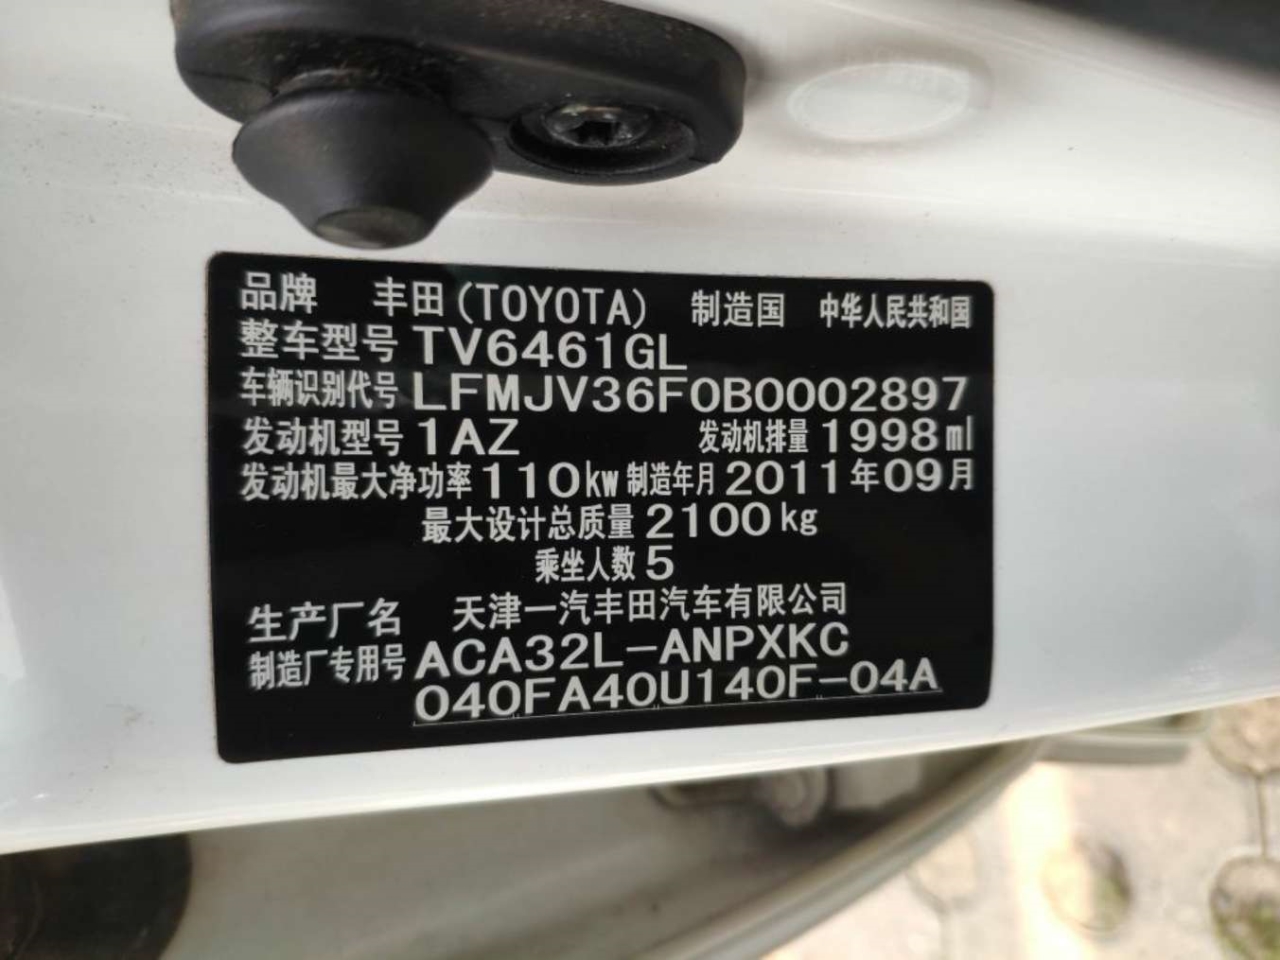 品牌 丰田(TOYOTA) 制造国 中华人民共和国
整车型号 TV6461GL
车辆识别代号 LFMJV36F0B0002897
发动机型号 1AZ 发动机排量 1998ml
发动机最大净功率 110kw 制造年月 2011年09月
最大设计总质量 2100kg
乘坐人数 5
生产厂名 天津一汽丰田汽车有限公司
制造厂专用号 ACA32L-ANPXKC
040FA40U140F-04A